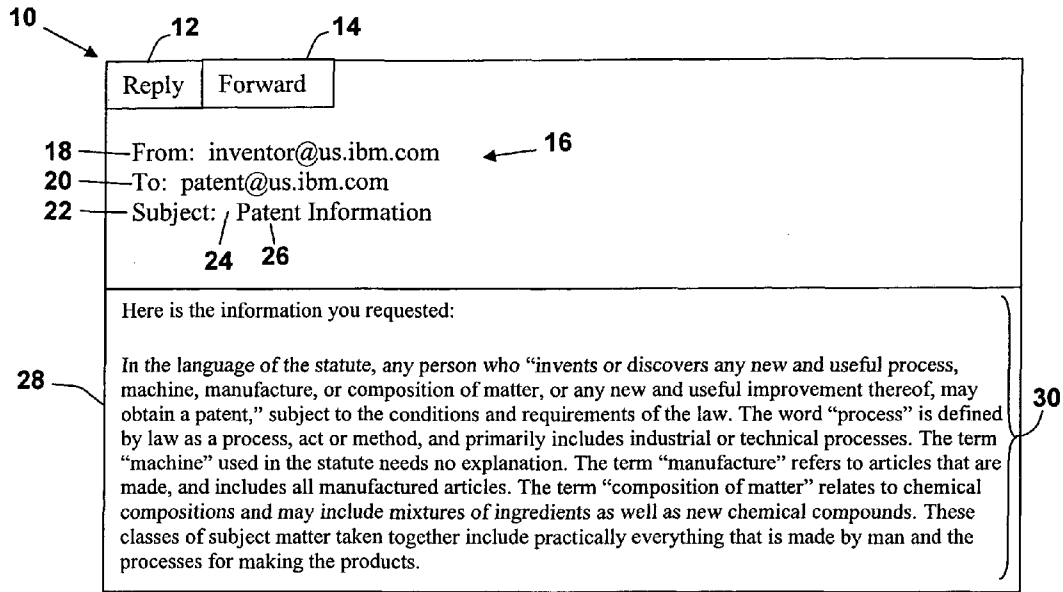 10
12
14
Reply Forward
18 From: inventor@us.ibm.com 16
20 To: patent@us.ibm.com
22 Subject: Patent Information
24 26
Here is the information you requested:
In the language of the statute, any person who “invents or discovers any new and useful process,
machine, manufacture, or composition of matter, or any new and useful improvement thereof, may
obtain a patent,” subject to the conditions and requirements of the law. The word “process” is defined
by law as a process, act or method, and primarily includes industrial or technical processes. The term
“machine” used in the statute needs no explanation. The term “manufacture” refers to articles that are
made, and includes all manufactured articles. The term “composition of matter” relates to chemical
compositions and may include mixtures of ingredients as well as new chemical compounds. These
classes of subject matter taken together include practically everything that is made by man and the
processes for making the products.
28
30